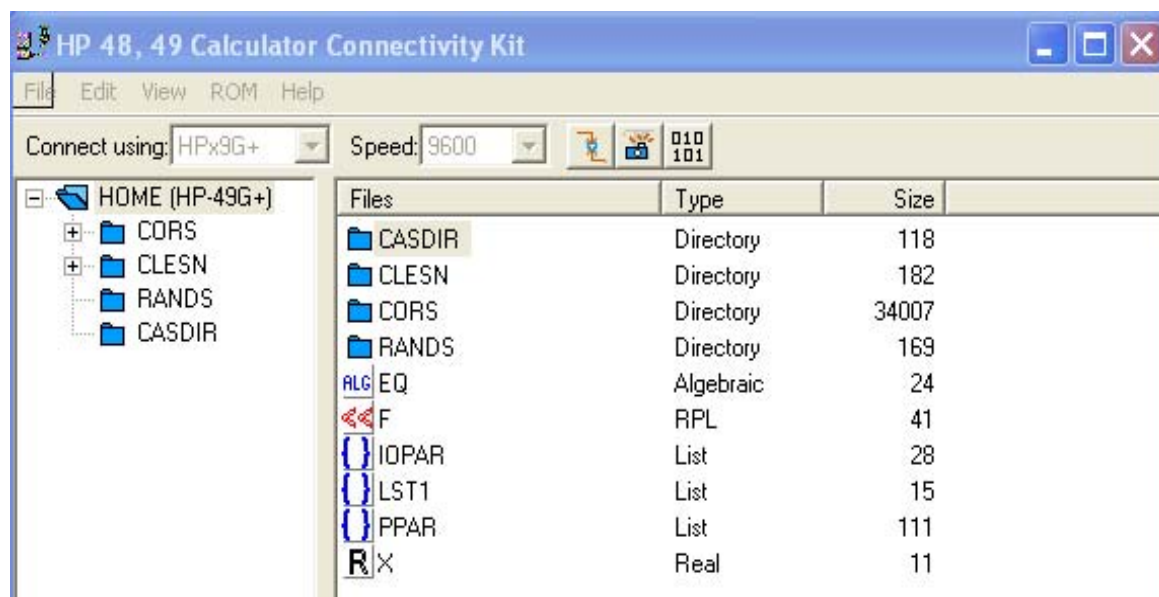 HP 48, 49 Calculator Connectivity Kit
File Edit View ROM Help
Connect using: HPx9G+ Speed: 9600 010 101
HOME (HP-49G+)
CORS
CLESN
RANDS
CASDIR
Files Type Size
CASDIR Directory 118
CLESN Directory 182
CORS Directory 34007
RANDS Directory 169
ALG EQ Algebraic 24
F RPL 41
{} IOPAR List 28
{} LST1 List 15
{} PPAR List 111
R X Real 11